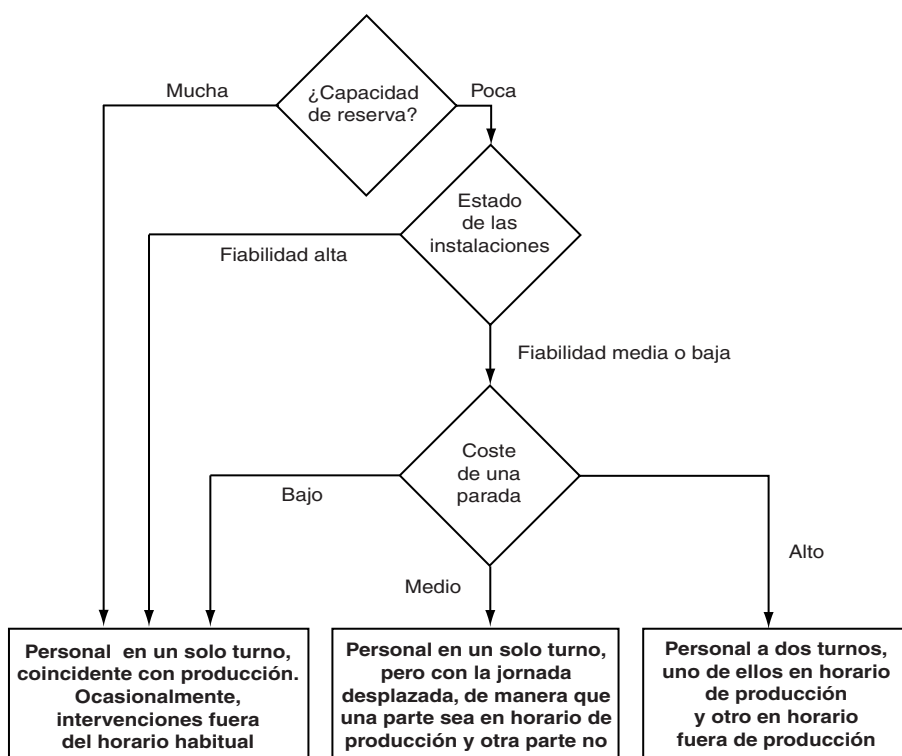 ¿Capacidad
de reserva?
Mucha
Poca
Estado
de las
instalaciones
Fiabilidad alta
Fiabilidad media o baja
Coste
de una
parada
Bajo
Medio
Alto
Personal en un solo turno,
coincidente con producción.
Ocasionalmente,
intervenciones fuera
del horario habitual
Personal en un solo turno,
pero con la jornada
desplazada, de manera que
una parte sea en horario de
producción y otra parte no
Personal a dos turnos,
uno de ellos en horario
de producción
y otro en horario
fuera de producción